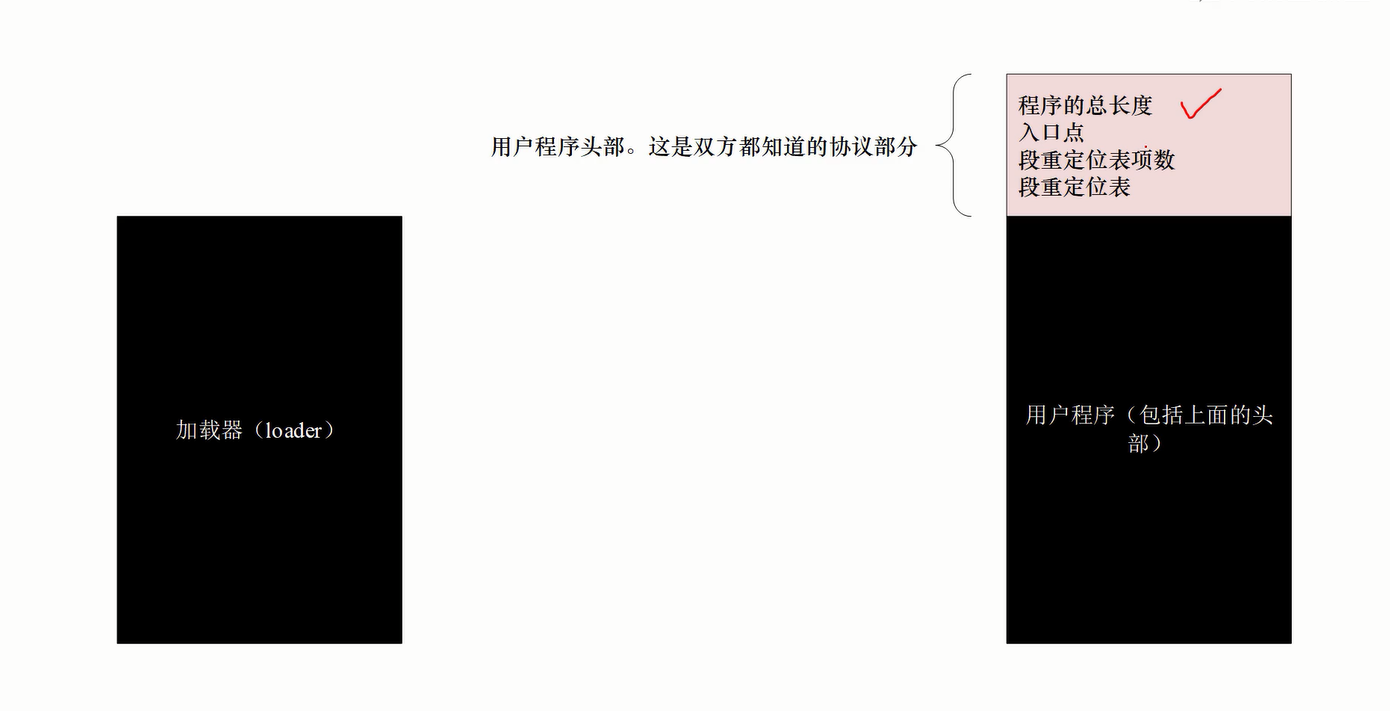 程序的总长度
入口点
段重定位表项数
段重定位表
用户程序头部。这是双方都知道的协议部分
加载器（loader）
用户程序（包括上面的头
部）